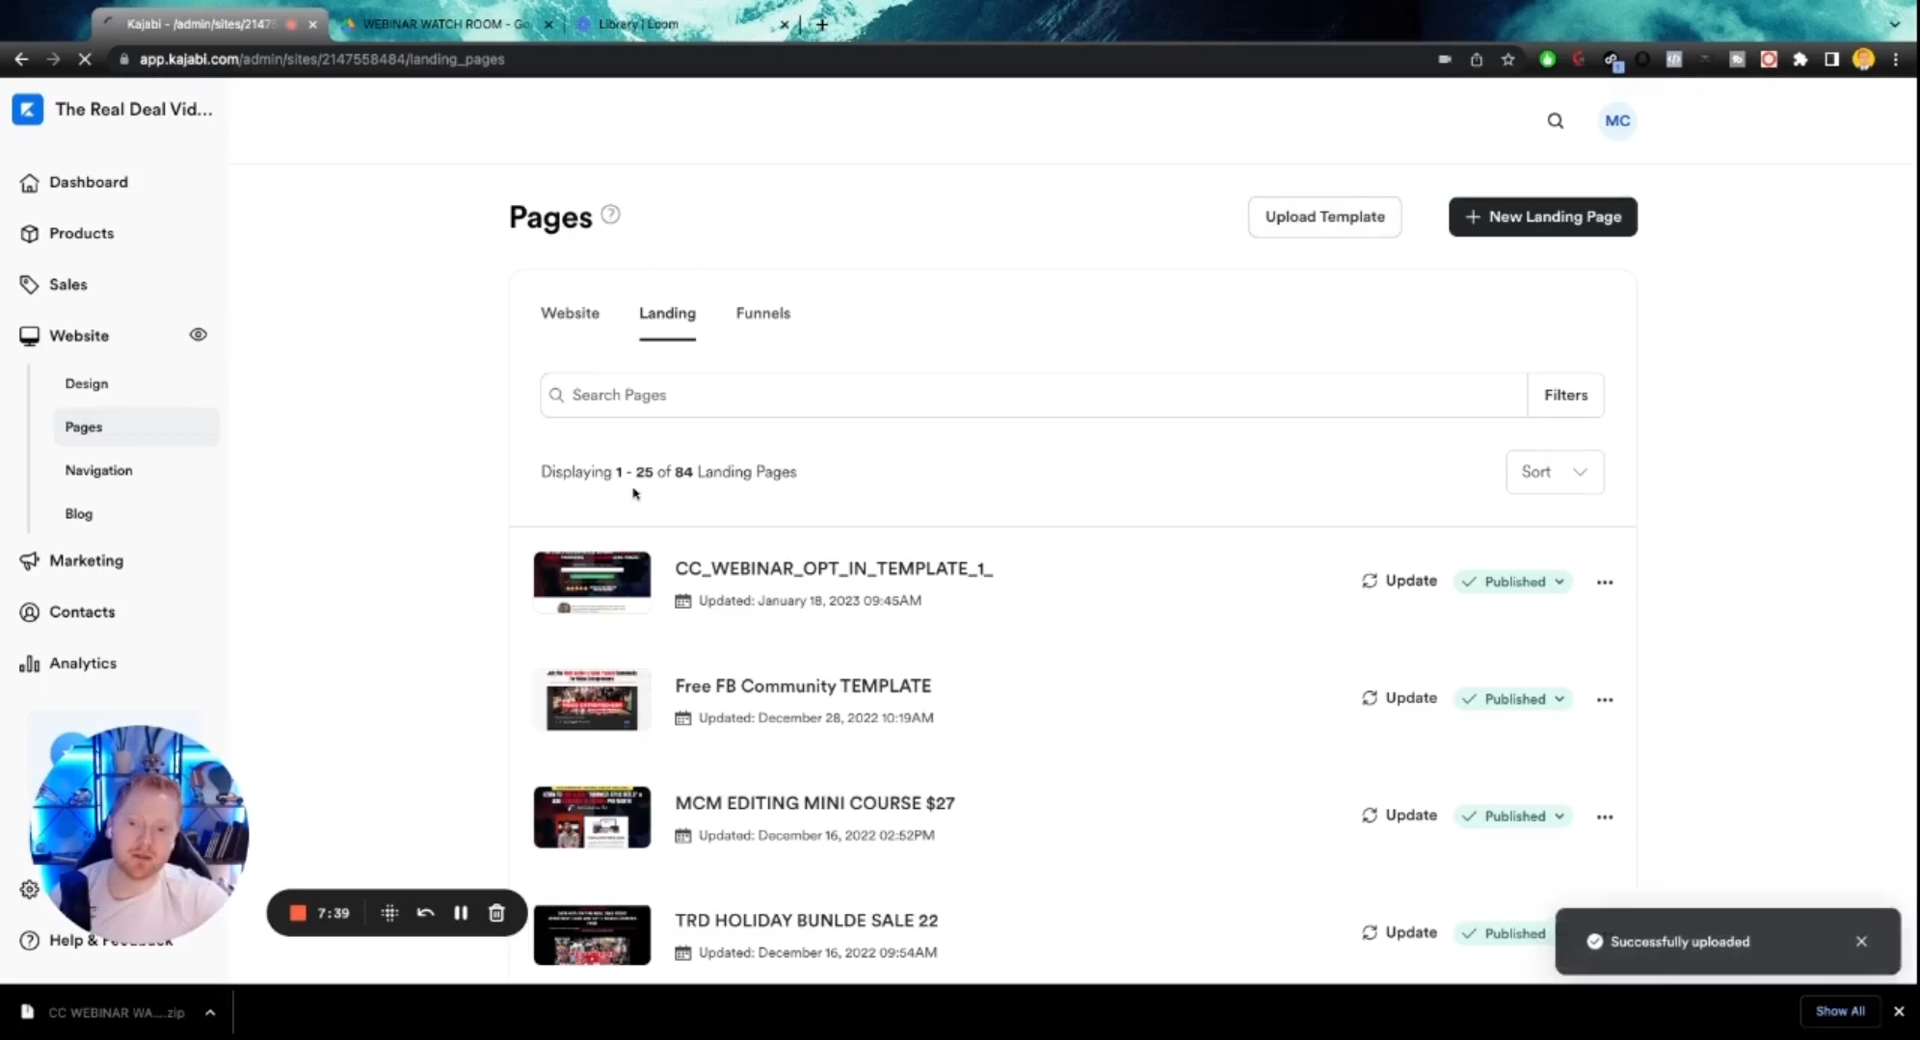 Kajabi - /admin/sites/2147
WEBINAR WATCH ROOM - Go
Library | Loom
app.kajabi.com/admin/sites/2147558484/landing_pages
The Real Deal Vid...
MC
Dashboard
Products
Sales
Website
Design
Pages
Navigation
Blog
Marketing
Contacts
Analytics
Help & Feedback
Pages
Upload Template
New Landing Page
Website
Landing
Funnels
Search Pages
Filters
Displaying 1 - 25 of 84 Landing Pages
Sort
CC_WEBINAR_OPT_IN_TEMPLATE_1_
Updated: January 18, 2023 09:45AM
Update
Published
Free FB Community TEMPLATE
Updated: December 28, 2022 10:19AM
Update
Published
MCM EDITING MINI COURSE $27
Updated: December 16, 2022 02:52PM
Update
Published
TRD HOLIDAY BUNLDE SALE 22
Updated: December 16, 2022 09:54AM
Update
Published
7:39
Successfully uploaded
CC WEBINAR WA....zip
Show All